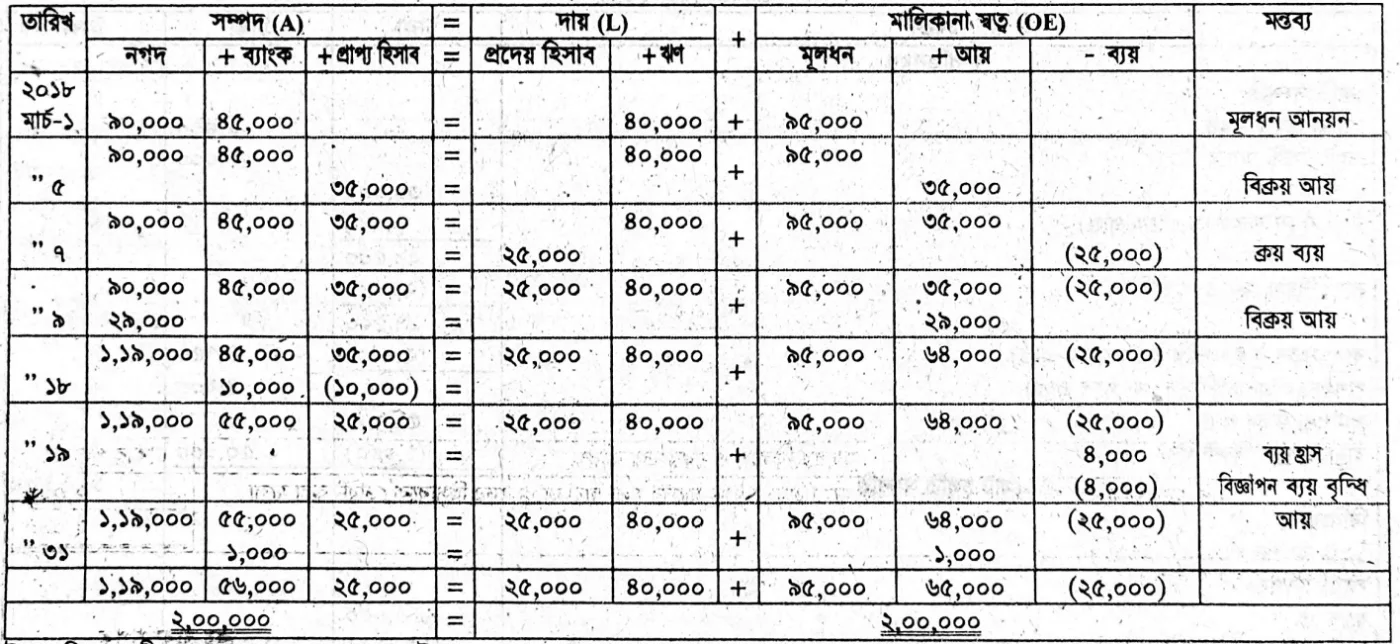 তারিখ সম্পদ (A) = দায় (L) + মালিকানা স্বত্ব (OE) মন্তব্য
নগদ + ব্যাংক + প্রাপ্য হিসাব = প্রদেয় হিসাব + ঋণ মূলধন + আয় − ব্যয়
২০১৮
মার্চ-১ ৯০,০০০ ৪৫,০০০ = ৪০,০০০ + ৯৫,০০০ মূলধন আনয়ন
৯০,০০০ ৪৫,০০০ = ৪০,০০০ + ৯৫,০০০
" ৫ ৩৫,০০০ = ৩৫,০০০ বিক্রয় আয়
৯০,০০০ ৪৫,০০০ ৩৫,০০০ = ৪০,০০০ + ৯৫,০০০ ৩৫,০০০
" ৭ = ২৫,০০০ (২৫,০০০) ক্রয় ব্যয়
৯০,০০০ ৪৫,০০০ ৩৫,০০০ = ২৫,০০০ ৪০,০০০ + ৯৫,০০০ ৩৫,০০০ (২৫,০০০)
" ৯ ২৯,০০০ = ২৯,০০০ বিক্রয় আয়
১,১৯,০০০ ৪৫,০০০ ৩৫,০০০ = ২৫,০০০ ৪০,০০০ + ৯৫,০০০ ৬৪,০০০ (২৫,০০০)
" ১৮ ১০,০০০ (১০,০০০) =
১,১৯,০০০ ৫৫,০০০ ২৫,০০০ = ২৫,০০০ ৪০,০০০ ৯৫,০০০ ৬৪,০০০ (২৫,০০০)
" ১৯ = + ৪,০০০ ব্যয় হ্রাস
(৪,০০০) বিজ্ঞাপন ব্যয় বৃদ্ধি
১,১৯,০০০ ৫৫,০০০ ২৫,০০০ = ২৫,০০০ ৪০,০০০ + ৯৫,০০০ ৬৪,০০০ (২৫,০০০) আয়
" ৩১ ১,০০০ = ১,০০০
১,১৯,০০০ ৫৬,০০০ ২৫,০০০ = ২৫,০০০ ৪০,০০০ + ৯৫,০০০ ৬৫,০০০ (২৫,০০০)
২,০০,০০০ = ২,০০,০০০